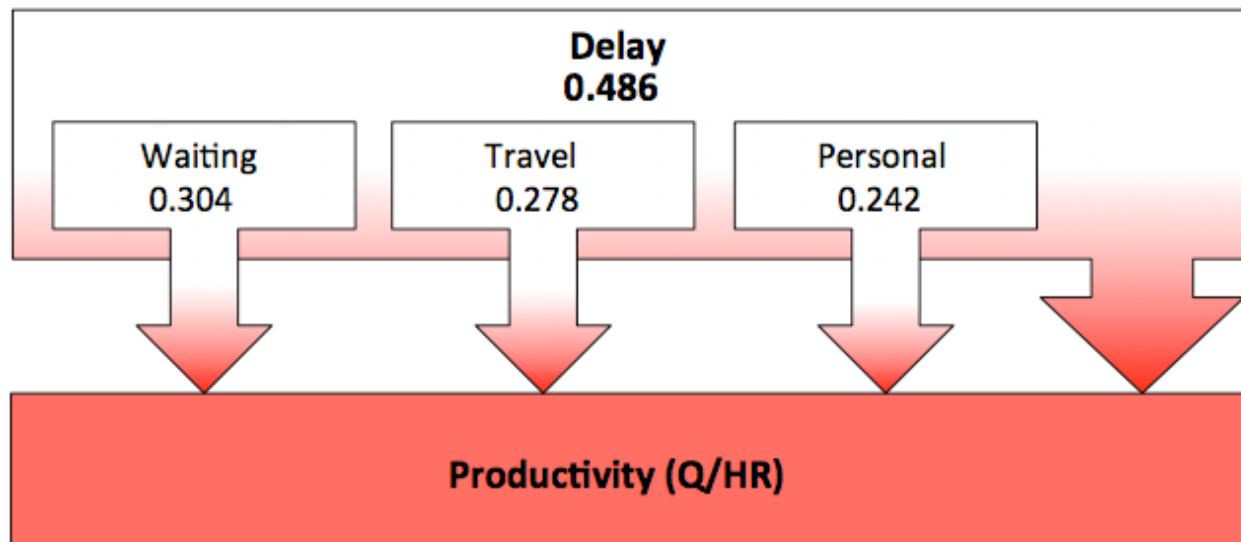 Delay
0.486
Waiting
0.304
Travel
0.278
Personal
0.242
Productivity (Q/HR)